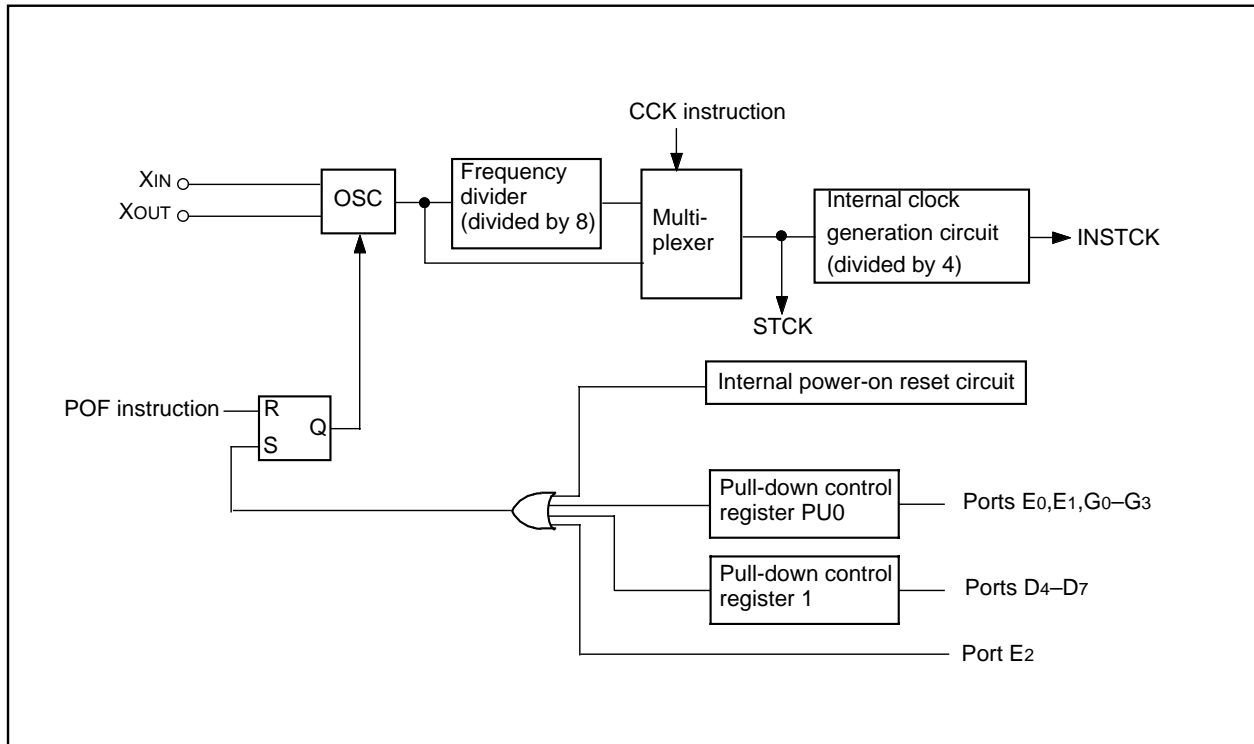 CCK instruction
XIN
XOUT
OSC
Frequency
divider
(divided by 8)
Multi-
plexer
Internal clock
generation circuit
(divided by 4)
INSTCK
STCK
Internal power-on reset circuit
POF instruction
R
S
Q
Pull-down control
register PU0
Ports E0,E1,G0–G3
Pull-down control
register 1
Ports D4–D7
Port E2